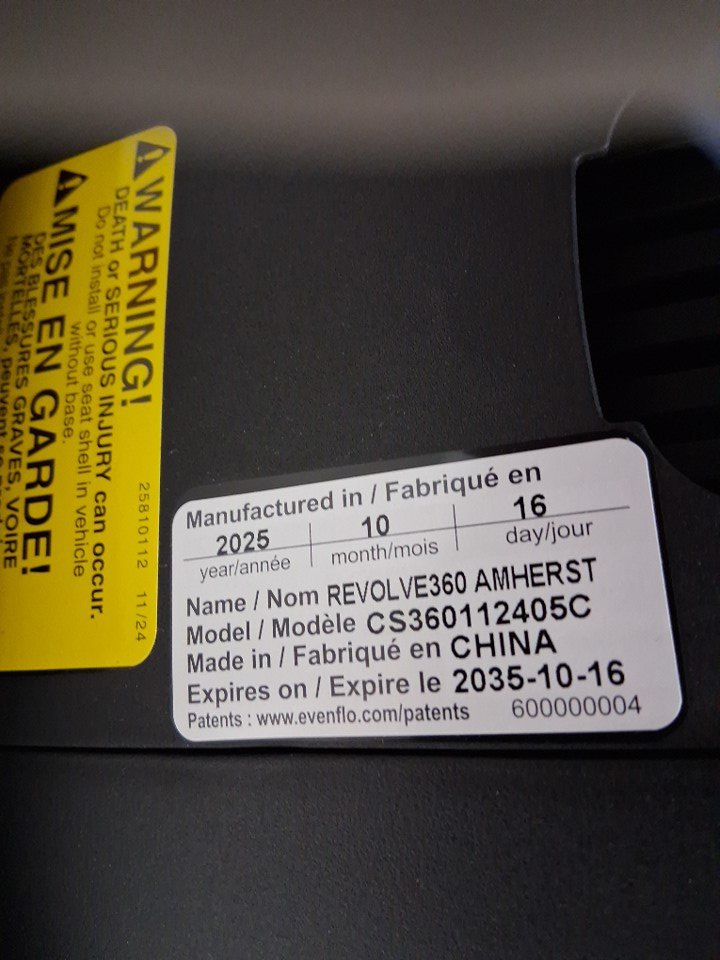 WARNING!
DEATH or SERIOUS INJURY can occur.
Do not install or use seat shell in vehicle
without base.
MISE EN GARDE!
DES BLESSURES GRAVES, VOIRE
MORTELLES, peuvent
25810112 11/24
Manufactured in / Fabriqué en
2025 10 16
year/année month/mois day/jour
Name / Nom REVOLVE360 AMHERST
Model / Modèle CS360112405C
Made in / Fabriqué en CHINA
Expires on / Expire le 2035-10-16
Patents : www.evenflo.com/patents 600000004